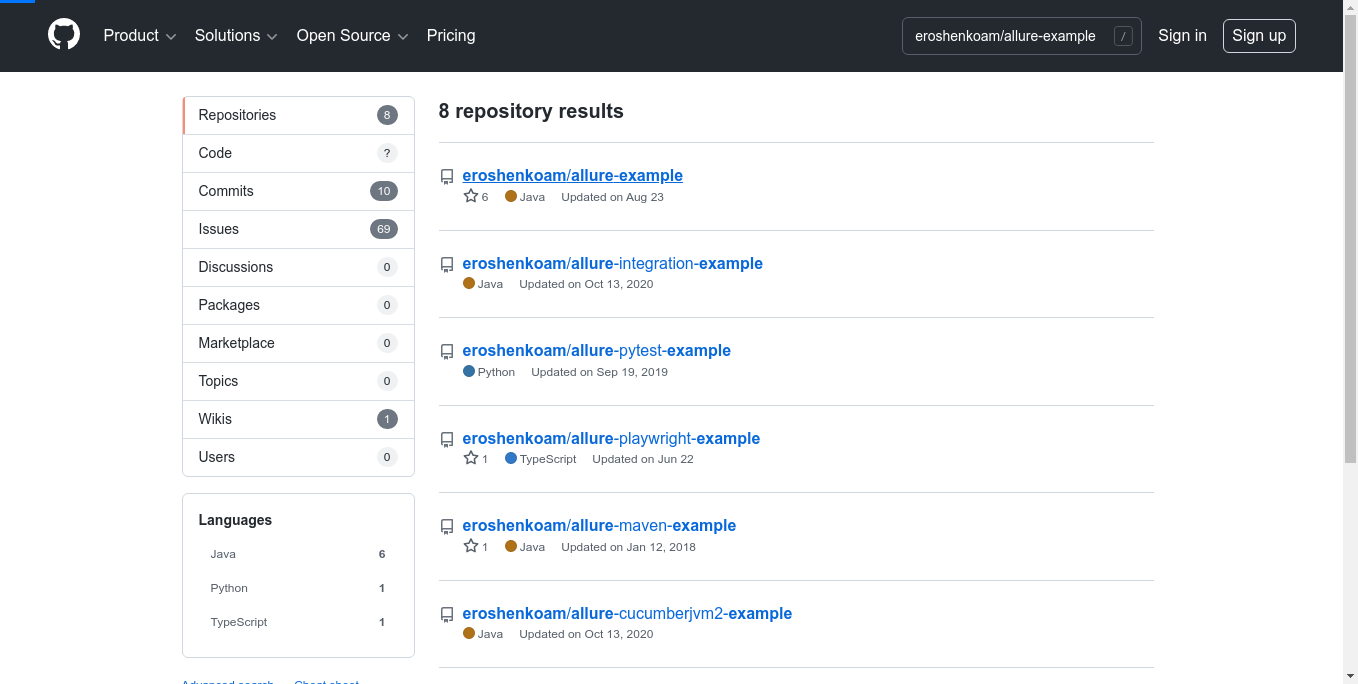 Product Solutions Open Source Pricing eroshenkoam/allure-example / Sign in Sign up
Repositories 8
Code ?
Commits 10
Issues 69
Discussions 0
Packages 0
Marketplace 0
Topics 0
Wikis 1
Users 0
Languages
Java 6
Python 1
TypeScript 1
Advanced search Cheat sheet
8 repository results
eroshenkoam/allure-example
6 Java Updated on Aug 23
eroshenkoam/allure-integration-example
Java Updated on Oct 13, 2020
eroshenkoam/allure-pytest-example
Python Updated on Sep 19, 2019
eroshenkoam/allure-playwright-example
1 TypeScript Updated on Jun 22
eroshenkoam/allure-maven-example
1 Java Updated on Jan 12, 2018
eroshenkoam/allure-cucumberjvm2-example
Java Updated on Oct 13, 2020